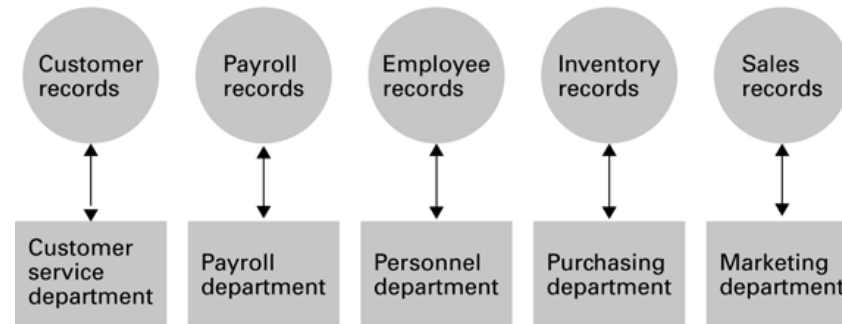 Customer
records
Payroll
records
Employee
records
Inventory
records
Sales
records
Customer
service
department
Payroll
department
Personnel
department
Purchasing
department
Marketing
department